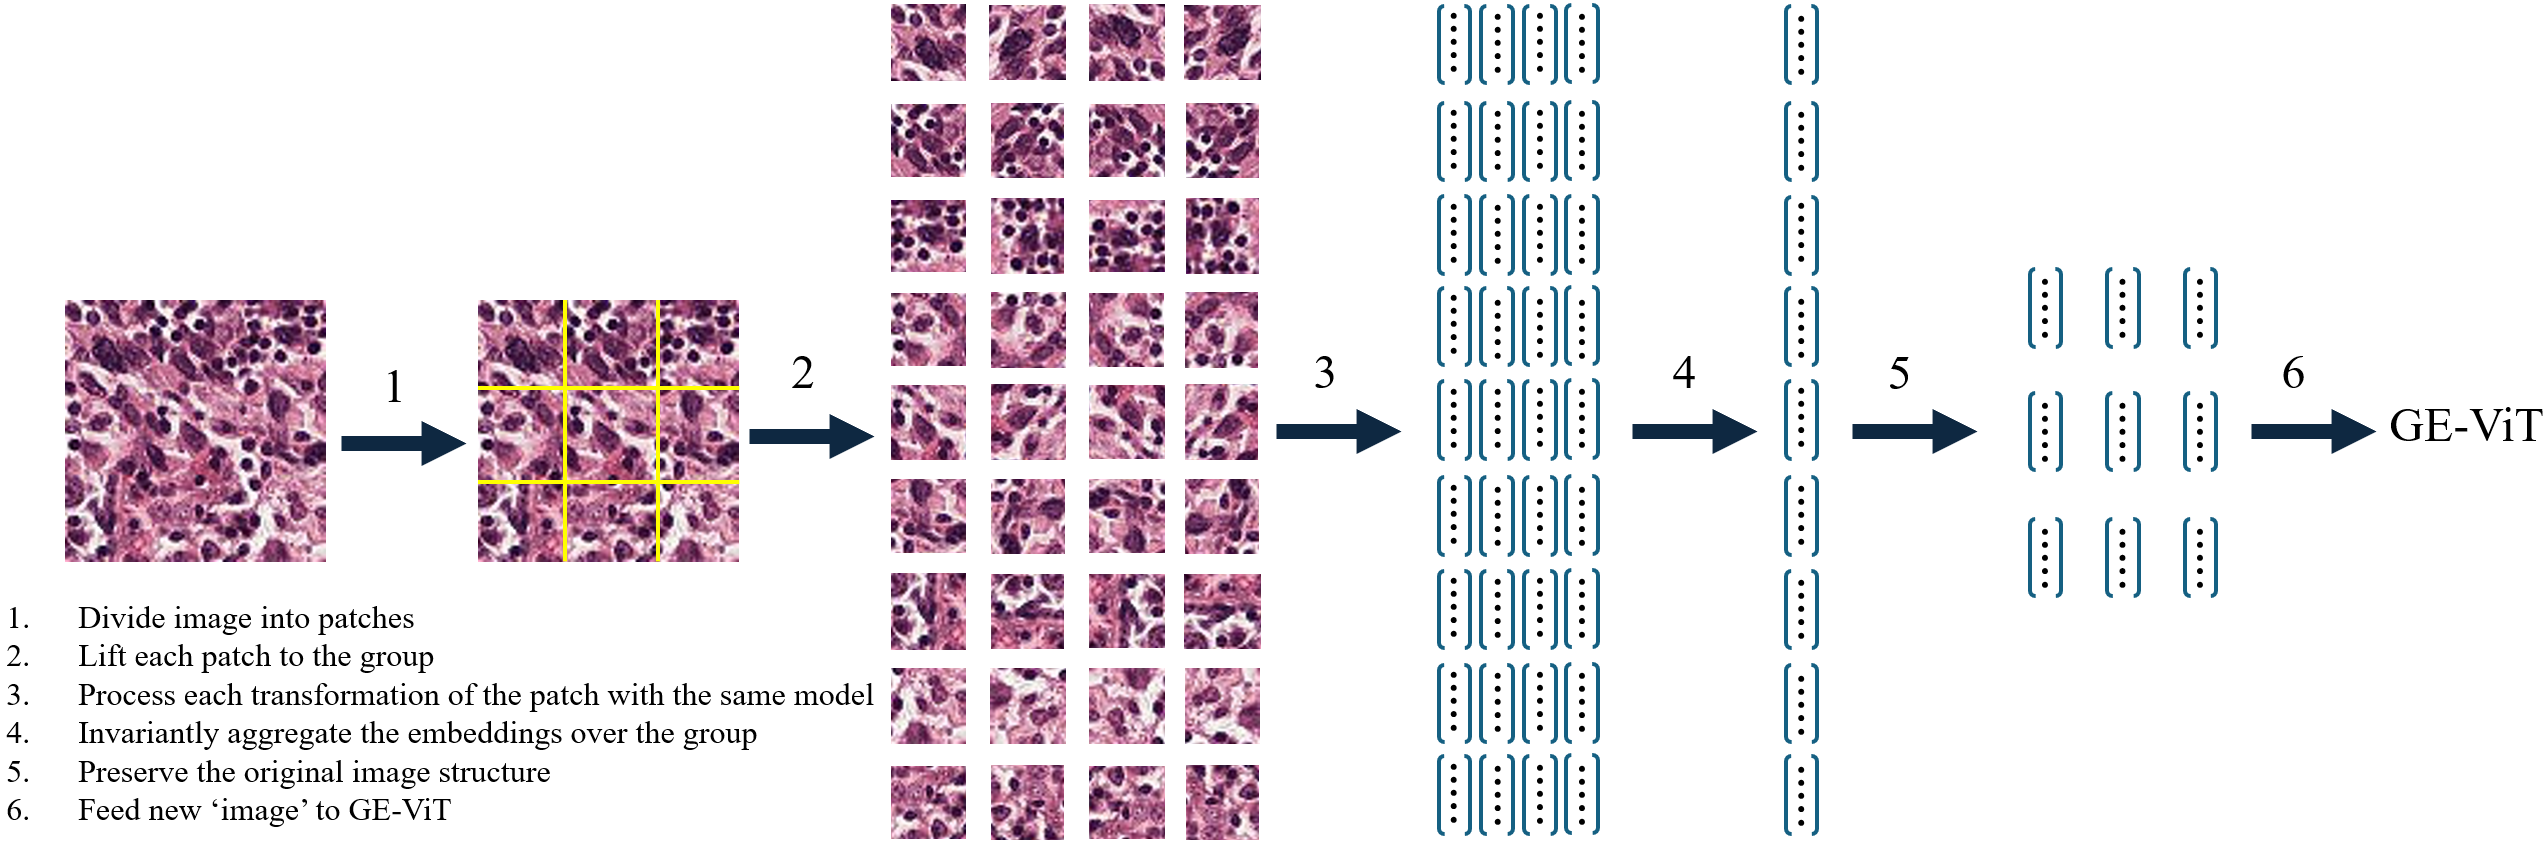 1
2
3
4
5
6
GE-ViT
1. Divide image into patches
2. Lift each patch to the group
3. Process each transformation of the patch with the same model
4. Invariantly aggregate the embeddings over the group
5. Preserve the original image structure
6. Feed new ‘image’ to GE-ViT